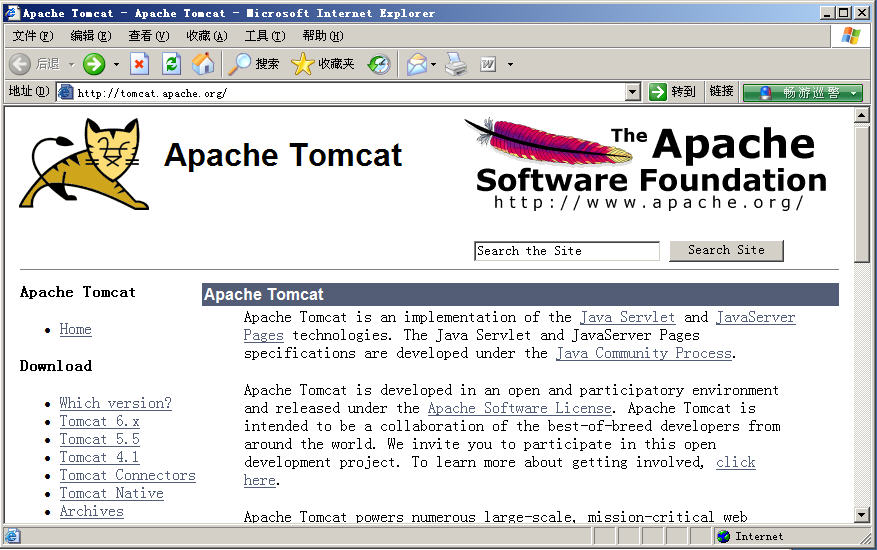 Apache Tomcat - Apache Tomcat - Microsoft Internet Explorer
文件(F) 编辑(E) 查看(V) 收藏(A) 工具(T) 帮助(H)
后退 搜索 收藏夹
地址(D) http://tomcat.apache.org/ 转到 链接 畅游巡警
Apache Tomcat
The Apache
Software Foundation
http://www.apache.org/
Search the Site Search Site
Apache Tomcat
Home
Download
Which version?
Tomcat 6.x
Tomcat 5.5
Tomcat 4.1
Tomcat Connectors
Tomcat Native
Archives
Apache Tomcat
Apache Tomcat is an implementation of the Java Servlet and JavaServer
Pages technologies. The Java Servlet and JavaServer Pages
specifications are developed under the Java Community Process.
Apache Tomcat is developed in an open and participatory environment
and released under the Apache Software License. Apache Tomcat is
intended to be a collaboration of the best-of-breed developers from
around the world. We invite you to participate in this open
development project. To learn more about getting involved, click
here.
Apache Tomcat powers numerous large-scale, mission-critical web
Internet